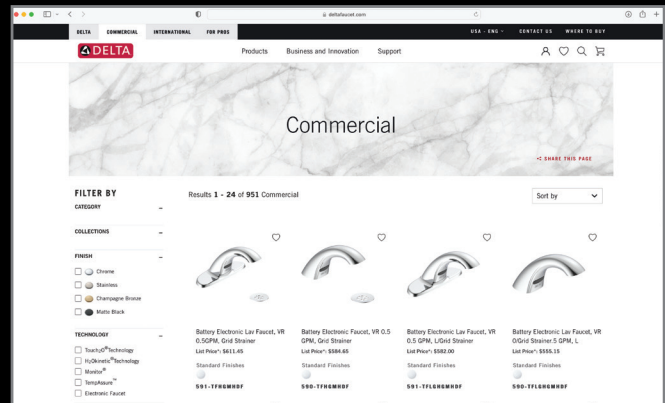 deltafaucet.com
DELTA COMMERCIAL INTERNATIONAL FOR PROS USA - ENG CONTACT US WHERE TO BUY
DELTA Products Business and Innovation Support
Commercial
SHARE THIS PAGE
FILTER BY
CATEGORY
COLLECTIONS
FINISH
Chrome
Stainless
Champagne Bronze
Matte Black
TECHNOLOGY
Touch2O®Technology
H2Okinetic®Technology
Monitor®
TempAssure™
Electronic Faucet
Results 1 - 24 of 951 Commercial
Sort by
Battery Electronic Lav Faucet, VR
0.5GPM, Grid Strainer
List Price*: $611.45
Standard Finishes
591-TFHGMHDF
Battery Electronic Lav Faucet, VR 0.5
GPM, Grid Strainer
List Price*: $584.65
Standard Finishes
590-TFHGMHDF
Battery Electronic Lav Faucet, VR
0.5 GPM, L/Grid Strainer
List Price*: $582.00
Standard Finishes
591-TFLGHGMHDF
Battery Electronic Lav Faucet, VR
O/Grid Strainer.5 GPM, L
List Price*: $555.15
Standard Finishes
590-TFLGHGMHDF